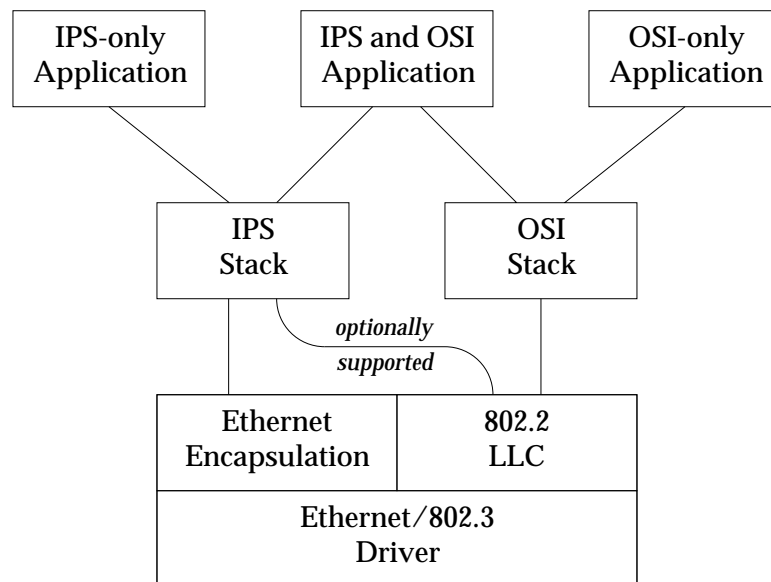 IPS-only
Application
IPS and OSI
Application
OSI-only
Application
IPS
Stack
OSI
Stack
optionally
supported
Ethernet
Encapsulation
802.2
LLC
Ethernet/802.3
Driver